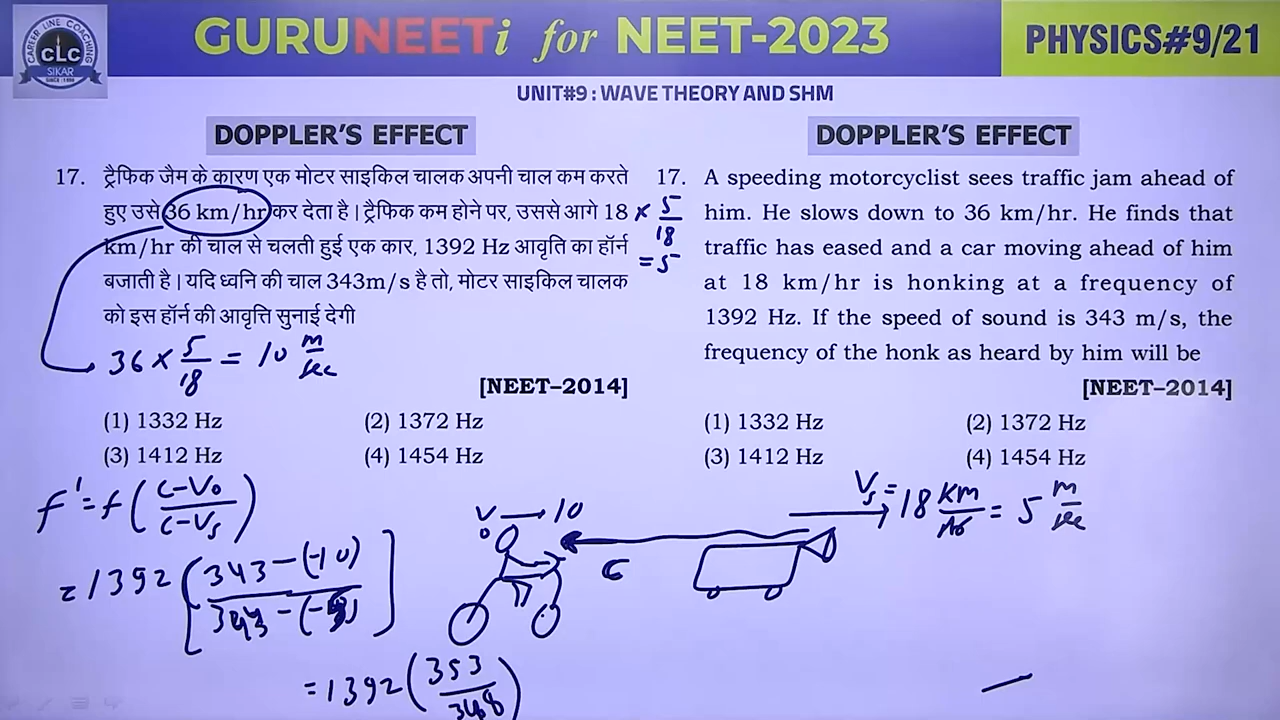 CAREER LINE COACHING
CLC
SIKAR
SINCE : 1996
GURUNEETi for NEET-2023
PHYSICS#9/21
UNIT#9 : WAVE THEORY AND SHM
DOPPLER'S EFFECT
17. ट्रैफिक जैम के कारण एक मोटर साइकिल चालक अपनी चाल कम करते
हुए उसे 36 km/hr कर देता है। ट्रैफिक कम होने पर, उससे आगे 18
km/hr की चाल से चलती हुई एक कार, 1392 Hz आवृति का हॉर्न
बजाती है। यदि ध्वनि की चाल 343m/s है तो, मोटर साइकिल चालक
को इस हॉर्न की आवृत्ति सुनाई देगी
[NEET–2014]
(1) 1332 Hz (2) 1372 Hz
(3) 1412 Hz (4) 1454 Hz
× 5/18
= 5
36 × 5/18 = 10 m/sec
DOPPLER'S EFFECT
17. A speeding motorcyclist sees traffic jam ahead of
him. He slows down to 36 km/hr. He finds that
traffic has eased and a car moving ahead of him
at 18 km/hr is honking at a frequency of
1392 Hz. If the speed of sound is 343 m/s, the
frequency of the honk as heard by him will be
[NEET–2014]
(1) 1332 Hz (2) 1372 Hz
(3) 1412 Hz (4) 1454 Hz
f' = f (C-Vo / C-Vs)
= 1392 [343-(-10) / 343-(-5)]
= 1392 (353/348)
Vo → 10
C
Vs = 18 km/hr = 5 m/sec